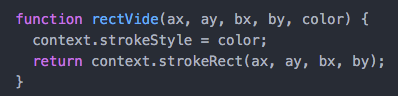 function rectVide(ax, ay, bx, by, color) {
  context.strokeStyle = color;
  return context.strokeRect(ax, ay, bx, by);
}